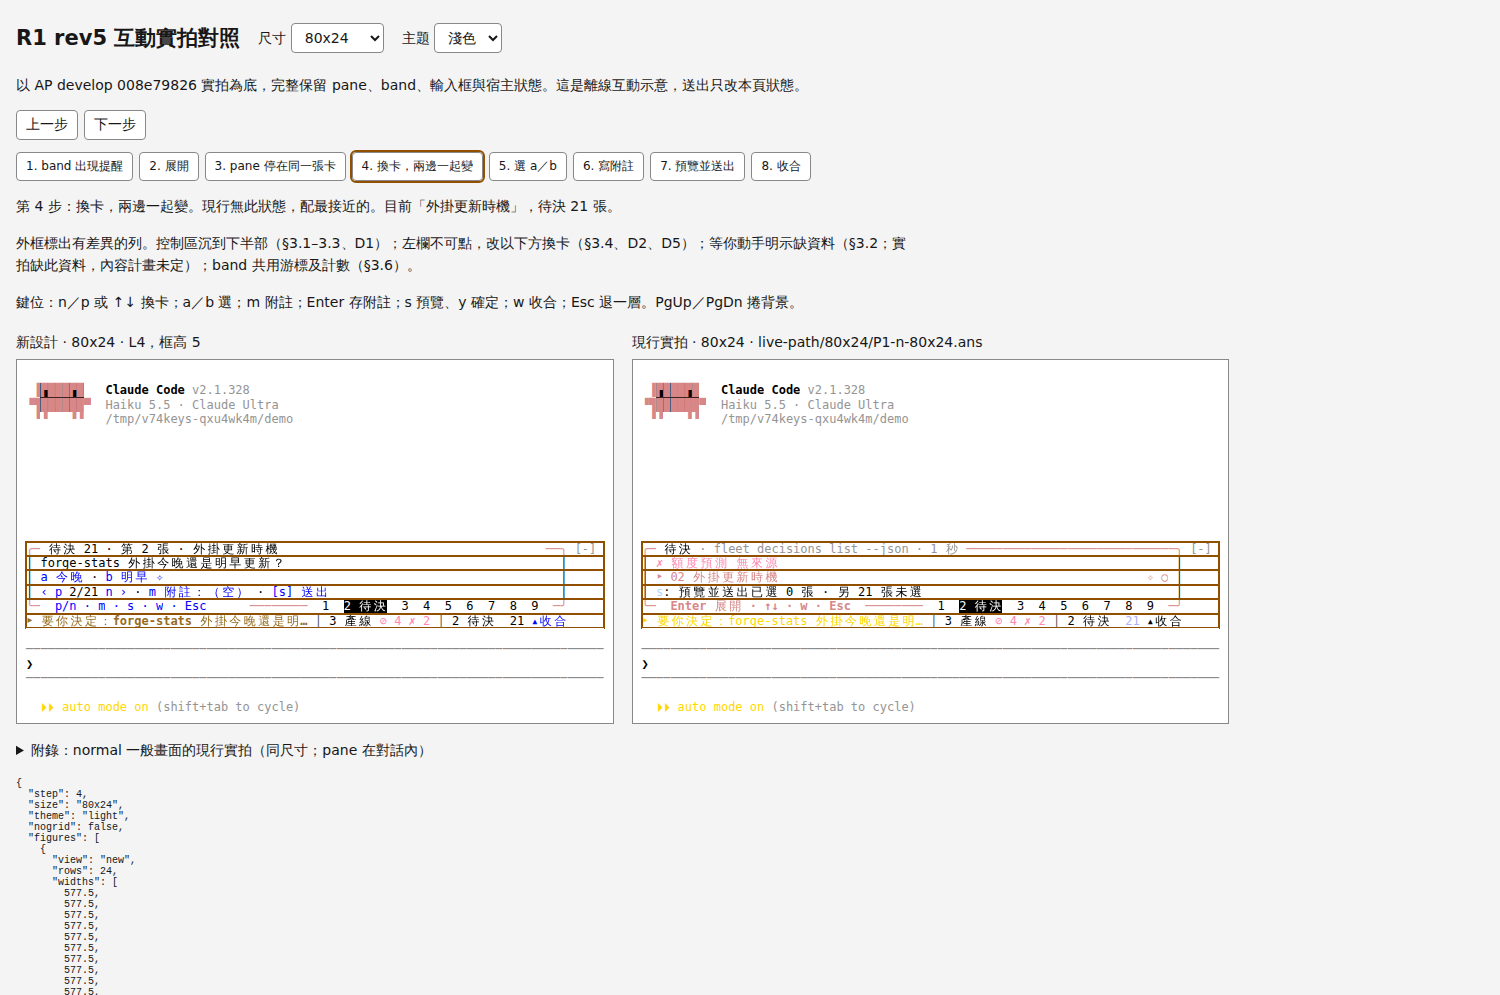 R1 rev5 互動實拍對照 尺寸 80x24 主題 淺色
以 AP develop 008e79826 實拍為底，完整保留 pane、band、輸入框與宿主狀態。這是離線互動示意，送出只改本頁狀態。
上一步 下一步
1. band 出現提醒 2. 展開 3. pane 停在同一張卡 4. 換卡，兩邊一起變 5. 選 a／b 6. 寫附註 7. 預覽並送出 8. 收合
第 4 步：換卡，兩邊一起變。現行無此狀態，配最接近的。目前「外掛更新時機」，待決 21 張。
外框標出有差異的列。控制區沉到下半部（§3.1–3.3、D1）；左欄不可點，改以下方換卡（§3.4、D2、D5）；等你動手明示缺資料（§3.2；實
拍缺此資料，內容計畫未定）；band 共用游標及計數（§3.6）。
鍵位：n／p 或 ↑↓ 換卡；a／b 選；m 附註；Enter 存附註；s 預覽、y 確定；w 收合；Esc 退一層。PgUp／PgDn 捲背景。
新設計 · 80x24 · L4，框高 5
Claude Code v2.1.328
Haiku 5.5 · Claude Ultra
/tmp/v74keys-qxu4wk4m/demo
待決 21 · 第 2 張 · 外掛更新時機 [-]
forge-stats 外掛今晚還是明早更新？
a 今晚 · b 明早 ✧
‹ p 2/21 n › · m 附註：（空） · [s] 送出
p/n · m · s · w · Esc 1 2 待決 3 4 5 6 7 8 9
‣ 要你決定：forge-stats 外掛今晚還是明… | 3 產線 ⊘ 4 ✗ 2 | 2 待決 21 ▴收合
❯
⏵⏵ auto mode on (shift+tab to cycle)
現行實拍 · 80x24 · live-path/80x24/P1-n-80x24.ans
Claude Code v2.1.328
Haiku 5.5 · Claude Ultra
/tmp/v74keys-qxu4wk4m/demo
待決 · fleet decisions list --json · 1 秒 [-]
✗ 額度預測 無來源
‣ 02 外掛更新時機 ✧ ○
s: 預覽並送出已選 0 張 · 另 21 張未選
Enter 展開 · ↑↓ · w · Esc 1 2 待決 3 4 5 6 7 8 9
‣ 要你決定：forge-stats 外掛今晚還是明… | 3 產線 ⊘ 4 ✗ 2 | 2 待決 21 ▴收合
❯
⏵⏵ auto mode on (shift+tab to cycle)
▶ 附錄：normal 一般畫面的現行實拍（同尺寸；pane 在對話內）
{
"step": 4,
"size": "80x24",
"theme": "light",
"nogrid": false,
"figures": [
{
"view": "new",
"rows": 24,
"widths": [
577.5,
577.5,
577.5,
577.5,
577.5,
577.5,
577.5,
577.5,
577.5,
577.5,